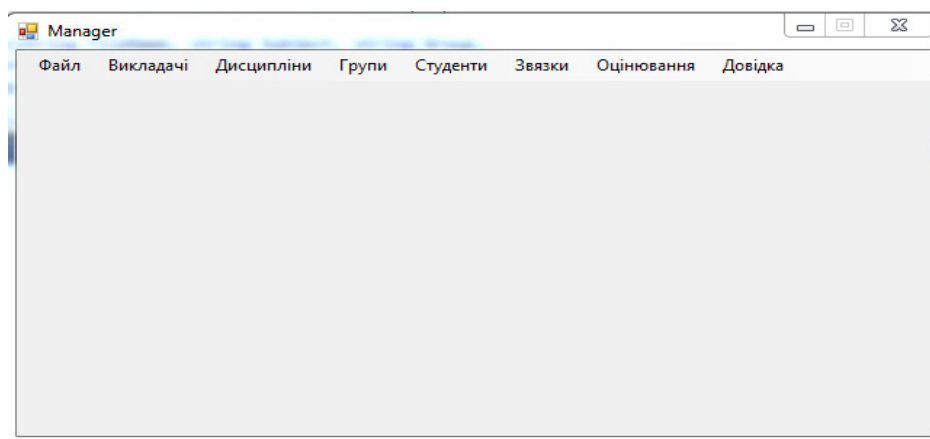 Manager
Файл Викладачі Дисципліни Групи Студенти Звязки Оцінювання Довідка